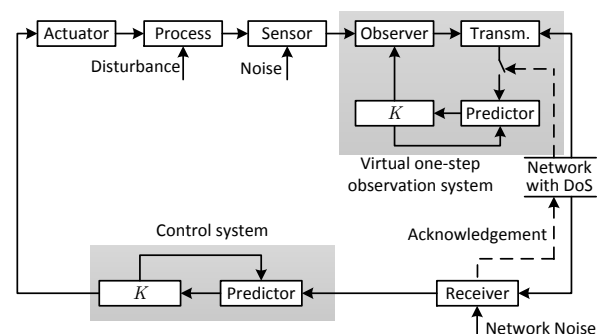 Actuator
Process
Sensor
Observer
Transm.
Disturbance
Noise
K
Predictor
Virtual one-step
observation system
Network
with DoS
Control system
Acknowledgement
K
Predictor
Receiver
Network Noise